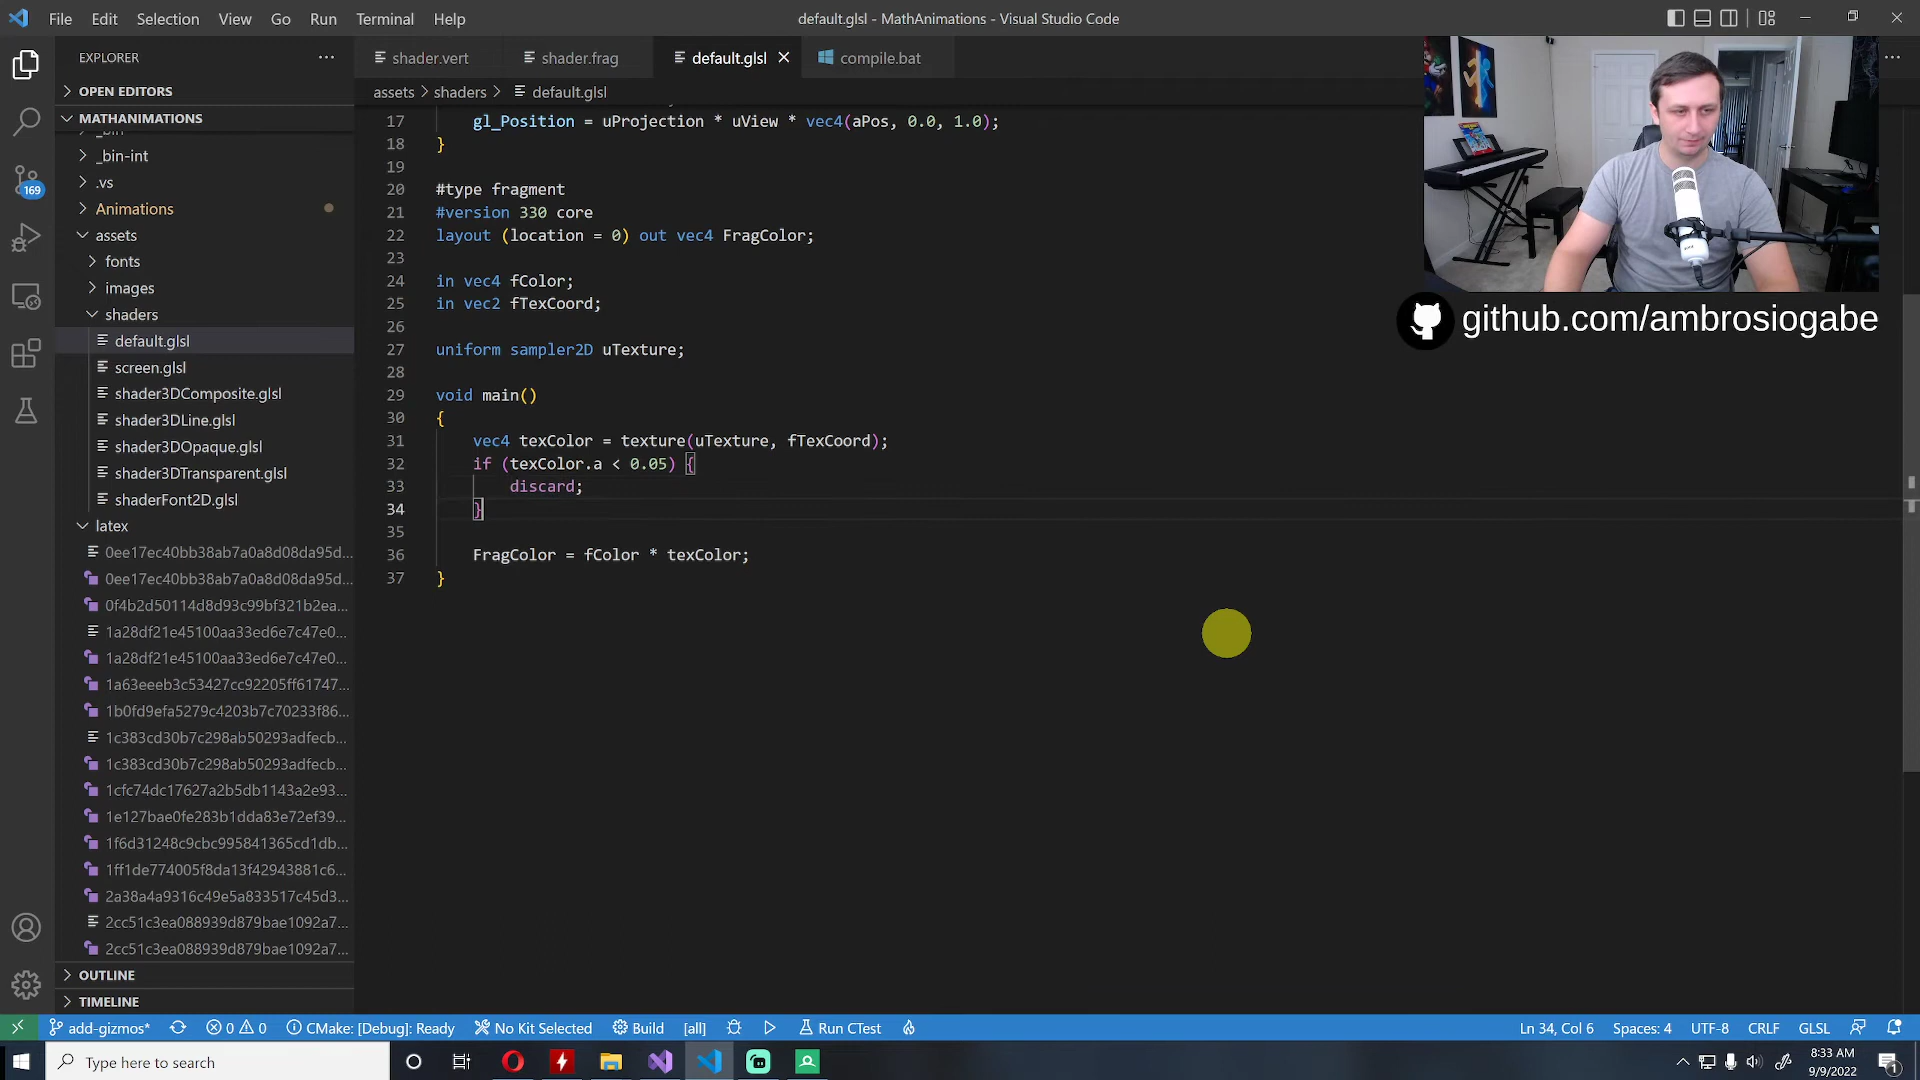 File Edit Selection View Go Run Terminal Help
default.glsl - MathAnimations - Visual Studio Code
EXPLORER
OPEN EDITORS
MATHANIMATIONS
_bin
_bin-int
.vs
Animations
assets
fonts
images
shaders
default.glsl
screen.glsl
shader3DComposite.glsl
shader3DLine.glsl
shader3DOpaque.glsl
shader3DTransparent.glsl
shaderFont2D.glsl
latex
0ee17ec40bb38ab7a0a8d08da95d...
0ee17ec40bb38ab7a0a8d08da95d...
0f4b2d50114d8d93c99bf321b2ea...
1a28df21e45100aa33ed6e7c47e0...
1a28df21e45100aa33ed6e7c47e0...
1a63eeeb3c53427cc92205ff61747...
1b0fd9efa5279c4203b7c70233f86...
1c383cd30b7c298ab50293adfecb...
1c383cd30b7c298ab50293adfecb...
1cfc74dc17627a2b5db1143a2e93...
1e127bae0fe283b1dda83e72ef39...
1f6d31248c9cbc995841365cd1db...
1ff1de774005f8da13f42943881c6...
2a38a4a9316c49e5a833517c45d3...
2cc51c3ea088939d879bae1092a7...
2cc51c3ea088939d879bae1092a7...
OUTLINE
TIMELINE
169
shader.vert shader.frag default.glsl compile.bat
assets > shaders > default.glsl
17 gl_Position = uProjection * uView * vec4(aPos, 0.0, 1.0);
18 }
19
20 #type fragment
21 #version 330 core
22 layout (location = 0) out vec4 FragColor;
23
24 in vec4 fColor;
25 in vec2 fTexCoord;
26
27 uniform sampler2D uTexture;
28
29 void main()
30 {
31 vec4 texColor = texture(uTexture, fTexCoord);
32 if (texColor.a < 0.05) {
33 discard;
34 }
35
36 FragColor = fColor * texColor;
37 }
github.com/ambrosiogabe
add-gizmos* 0 0 CMake: [Debug]: Ready No Kit Selected Build [all] Run CTest
Ln 34, Col 6 Spaces: 4 UTF-8 CRLF GLSL
Type here to search
8:33 AM
9/9/2022
1